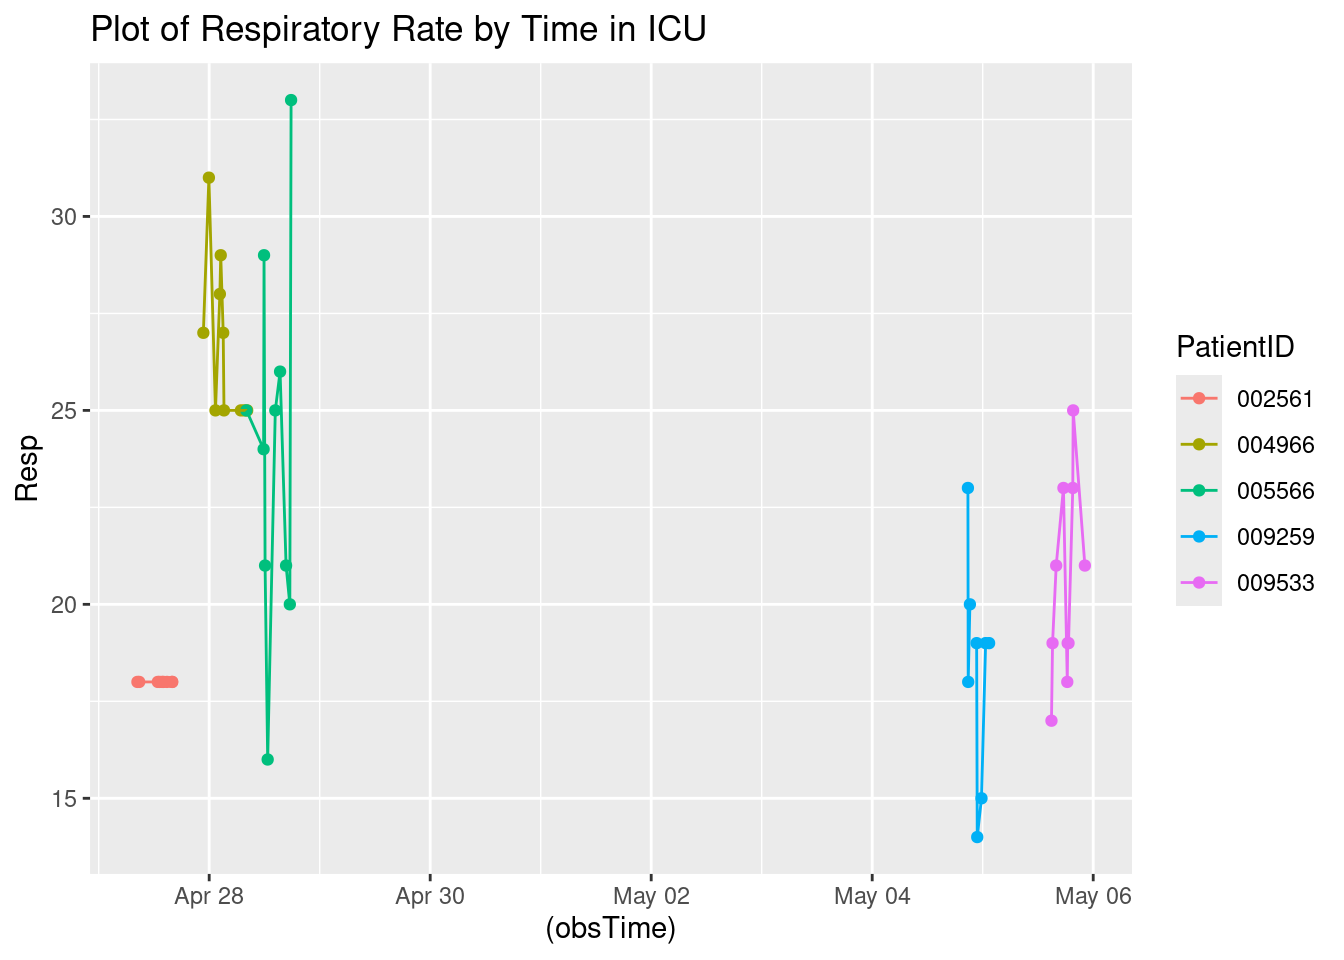 Plot of Respiratory Rate by Time in ICU
30
25
20
15
Resp
Apr 28
Apr 30
May 02
May 04
May 06
(obsTime)
PatientID
002561
004966
005566
009259
009533